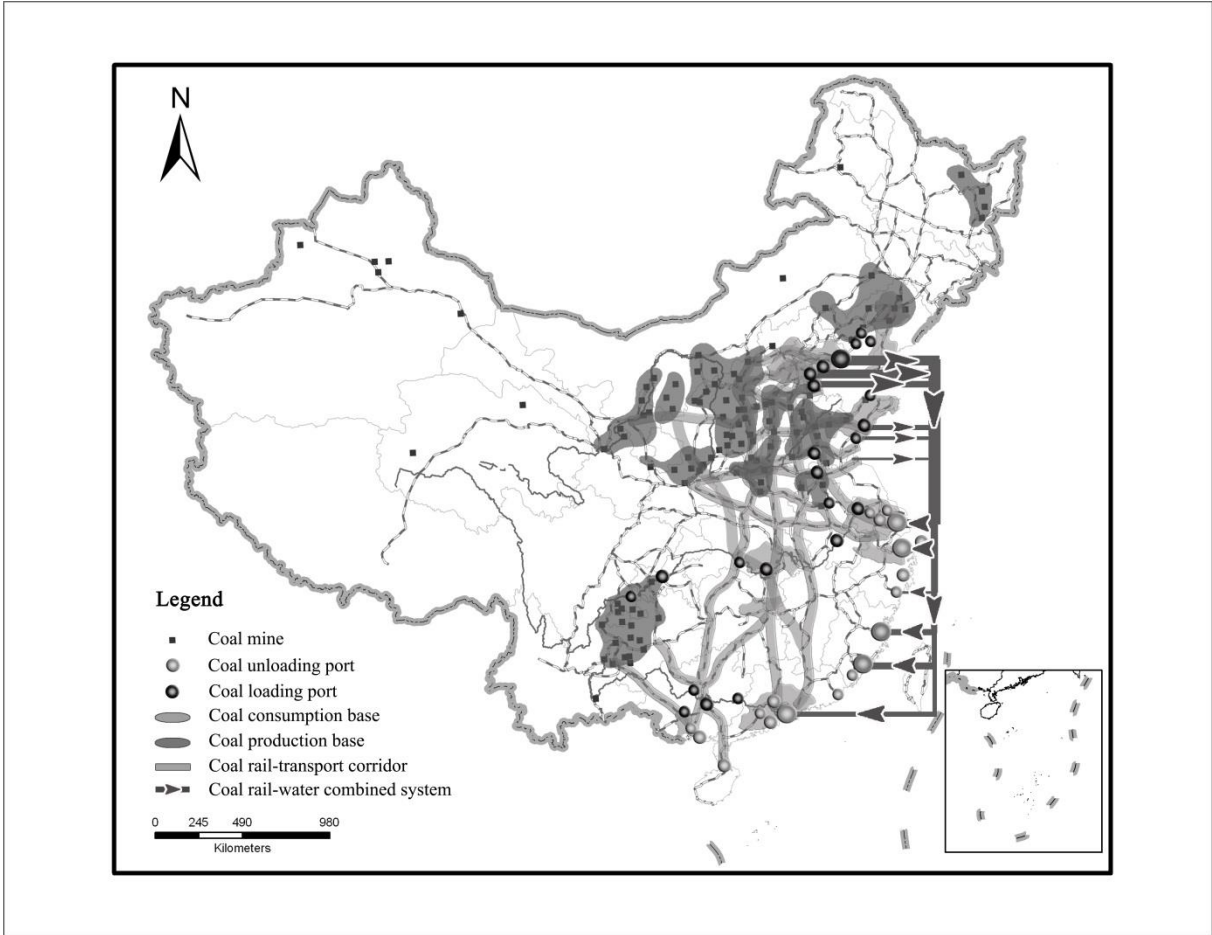 N
Legend
Coal mine
Coal unloading port
Coal loading port
Coal consumption base
Coal production base
Coal rail-transport corridor
Coal rail-water combined system
0 245 490 980
Kilometers